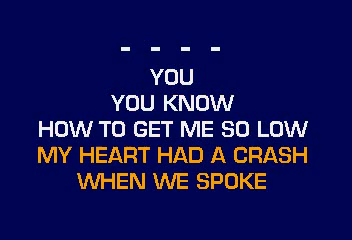 - - - -
YOU
YOU KNOW
HOW TO GET ME SO LOW
MY HEART HAD A CRASH
WHEN WE SPOKE